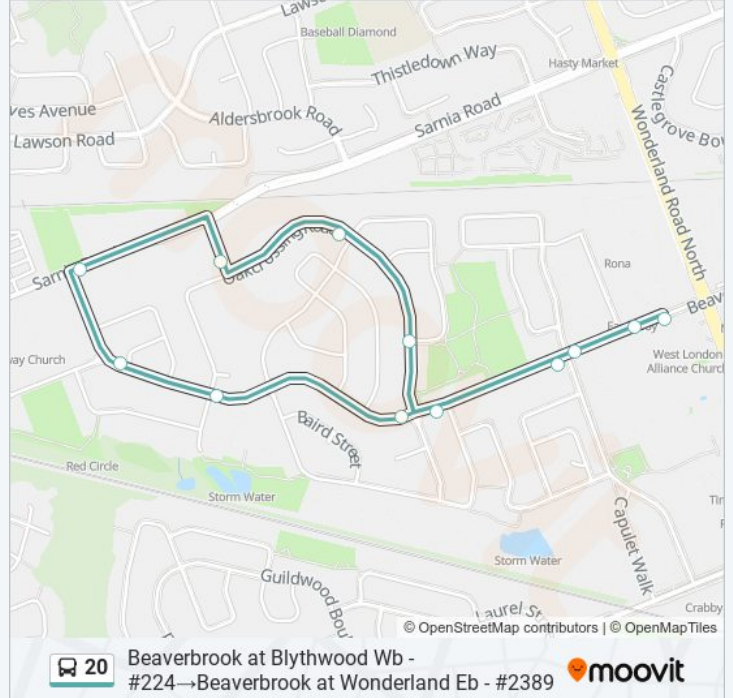 Lawso
Baseball Diamond
Thistledown Way
Hasty Market
ves Avenue
Aldersbrook Road
Sarnia Road
Castlegrove Bo
Lawson Road
Wonderland Road North
Oakcrossing Road
Sarni
Rona
Beav
way Church
West London
Alliance Church
Baird Street
Red Circle
Storm Water
Capulet Walk
Storm Water
Guildwood Bou
Laurel St
Crabby
© OpenStreetMap contributors | © OpenMapTiles
20
Beaverbrook at Blythwood Wb -
#224→Beaverbrook at Wonderland Eb - #2389
moovit